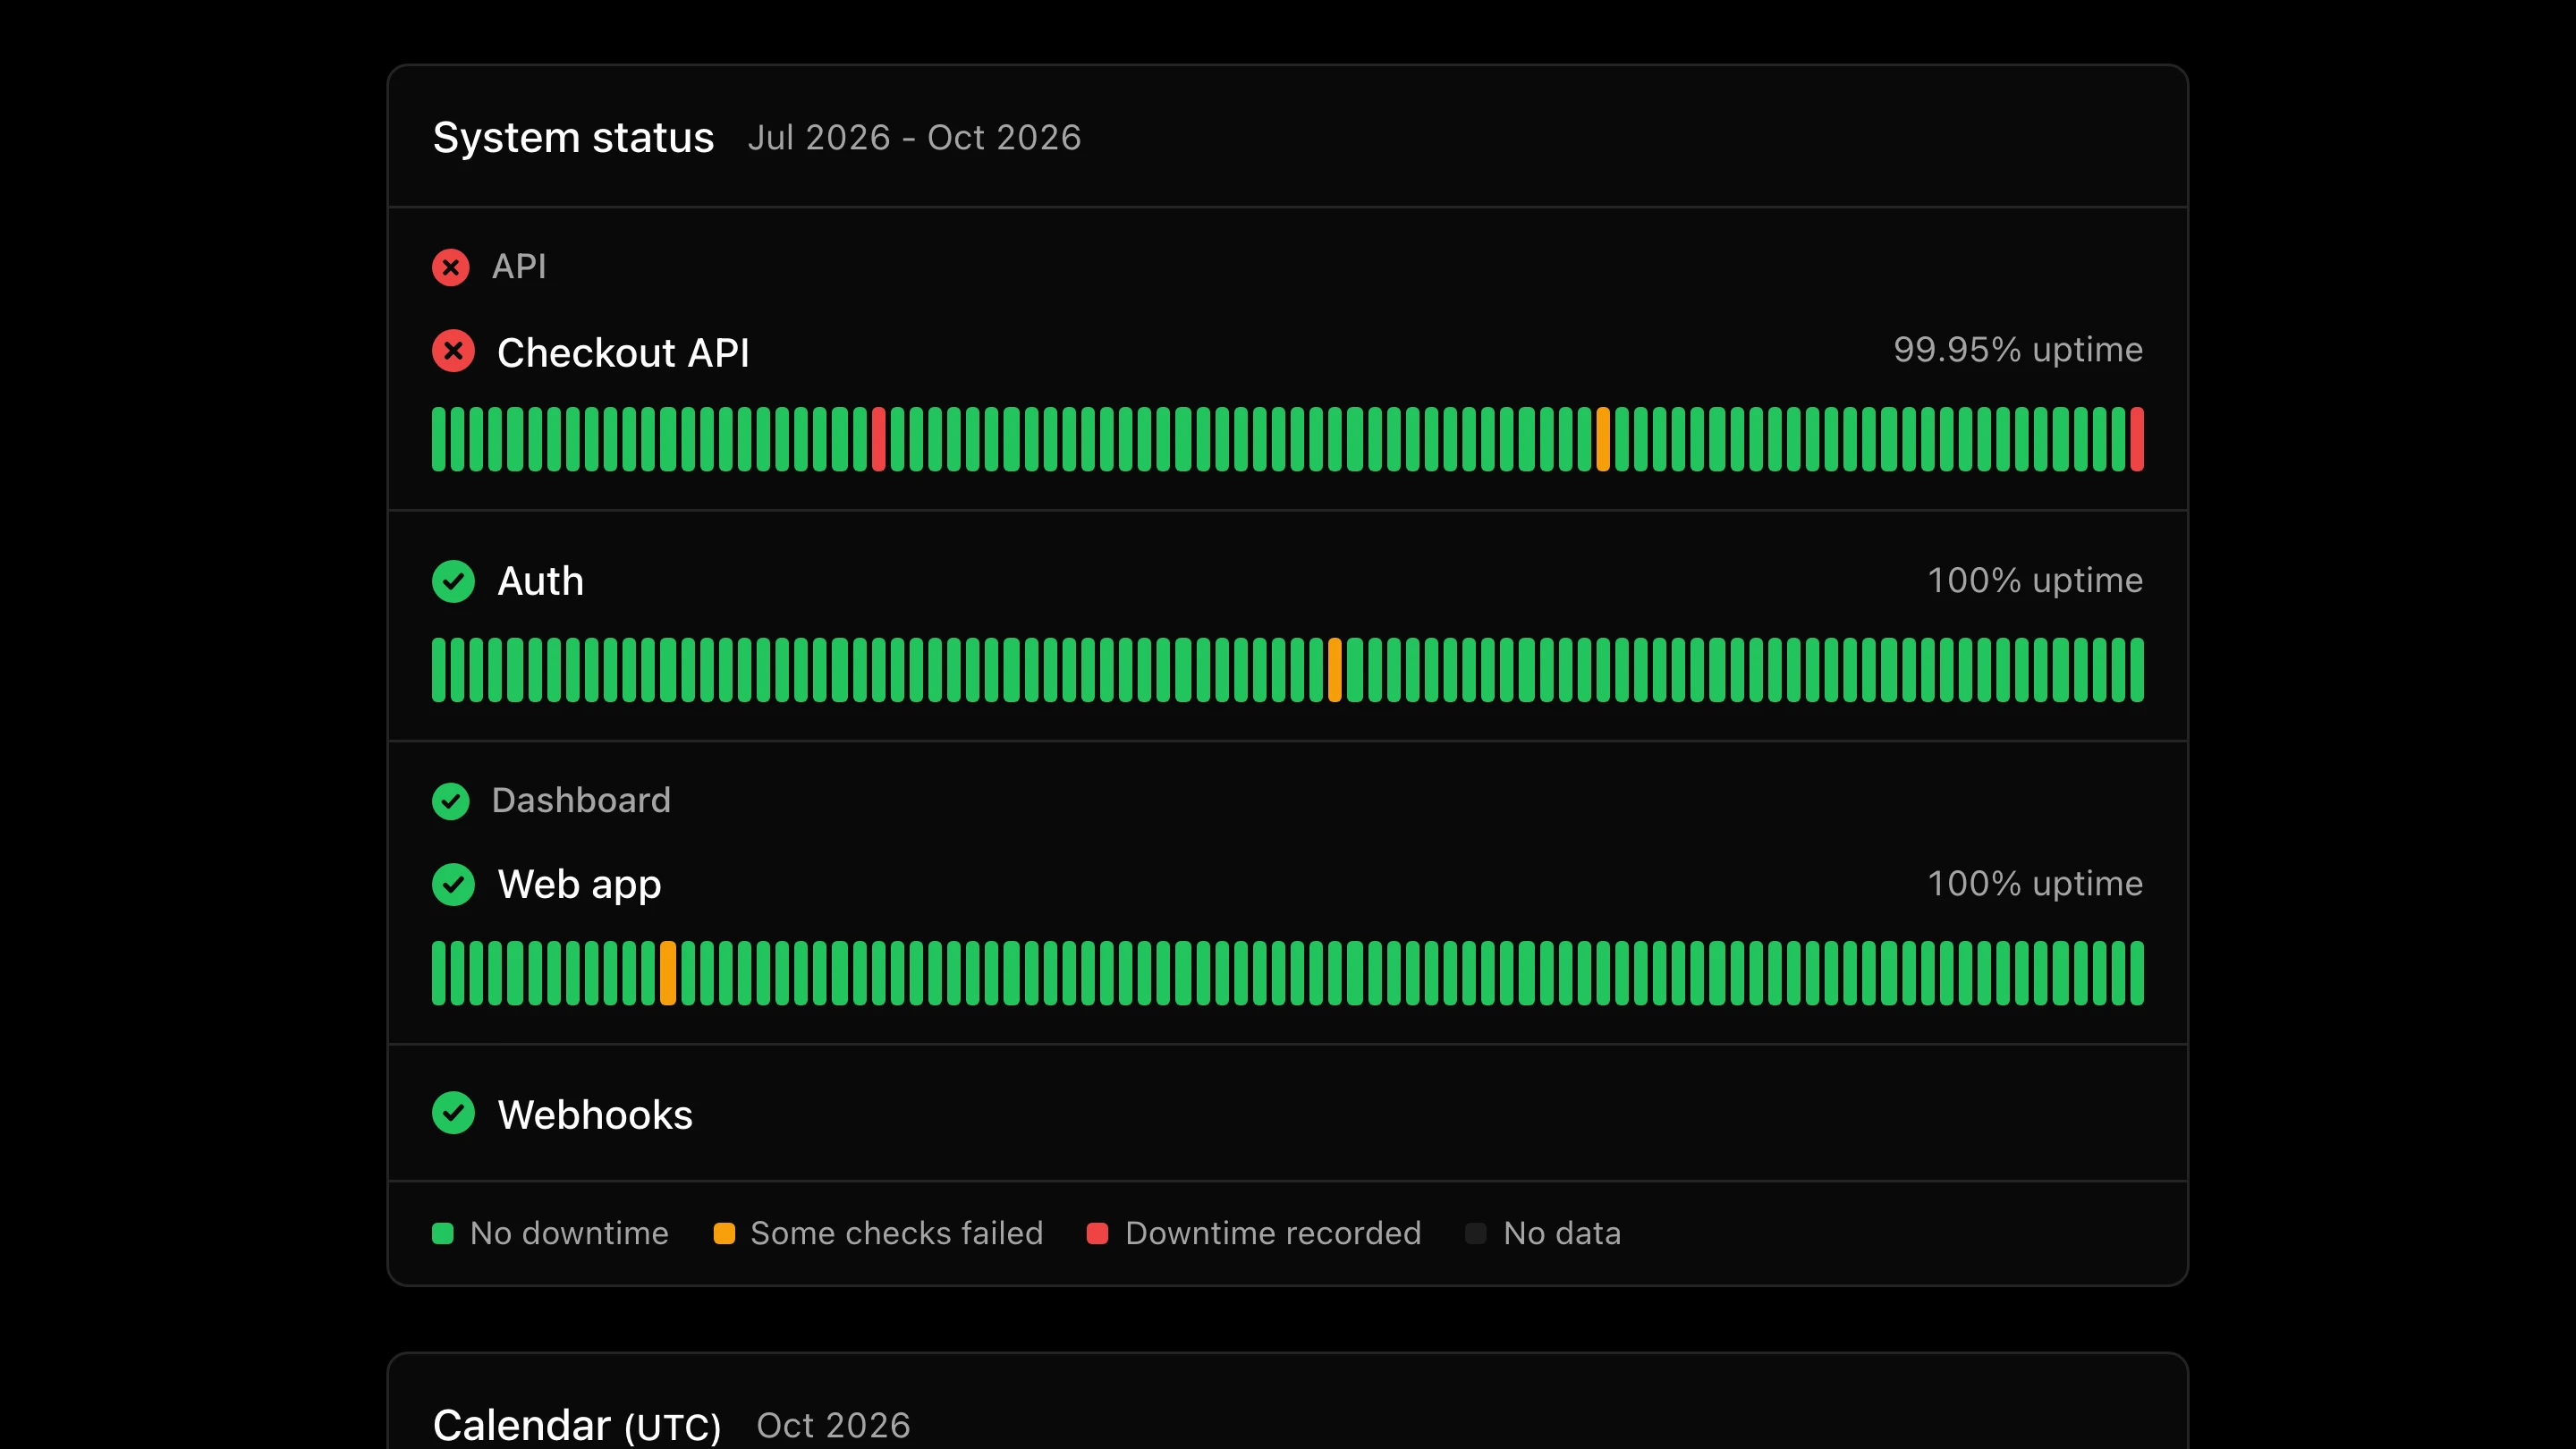 System status Jul 2026 - Oct 2026
API
Checkout API 99.95% uptime
Auth 100% uptime
Dashboard
Web app 100% uptime
Webhooks
No downtime Some checks failed Downtime recorded No data
Calendar (UTC) Oct 2026